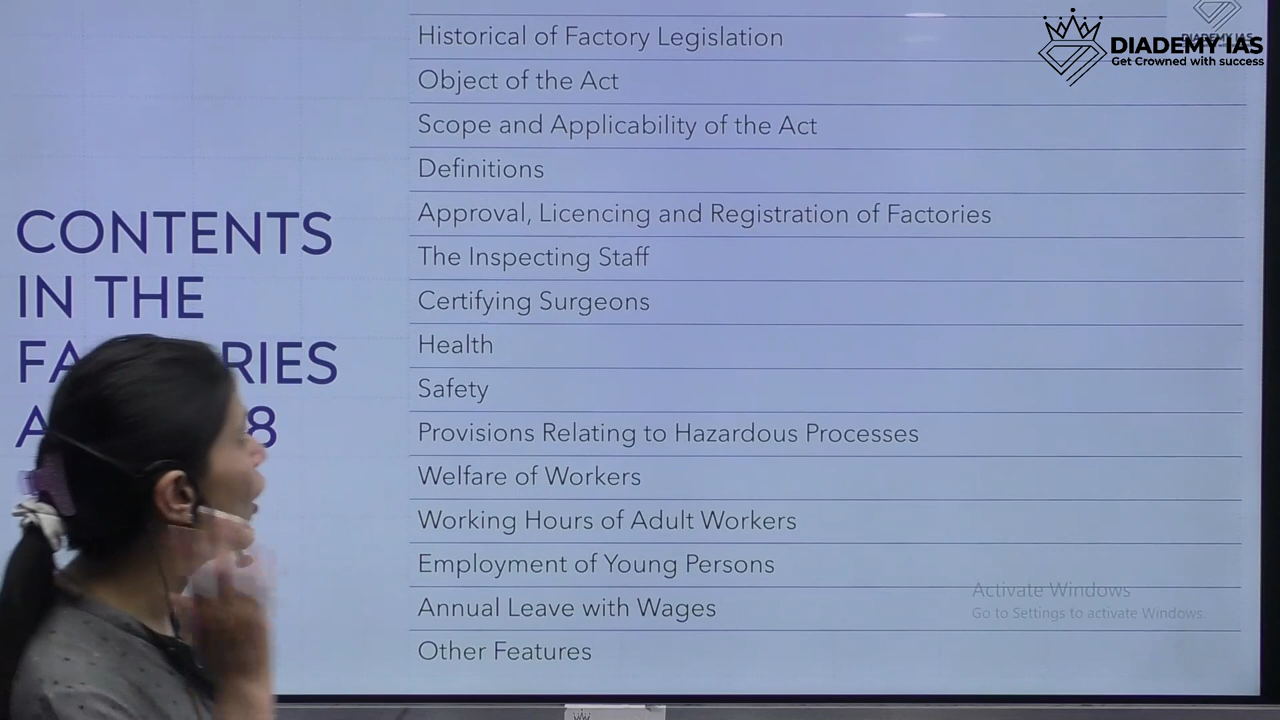 DIADEMY IAS
Get Crowned with success
CONTENTS
IN THE
FA RIES
A 8
Historical of Factory Legislation
Object of the Act
Scope and Applicability of the Act
Definitions
Approval, Licencing and Registration of Factories
The Inspecting Staff
Certifying Surgeons
Health
Safety
Provisions Relating to Hazardous Processes
Welfare of Workers
Working Hours of Adult Workers
Employment of Young Persons
Annual Leave with Wages
Other Features
Activate Windows
Go to Settings to activate Windows.